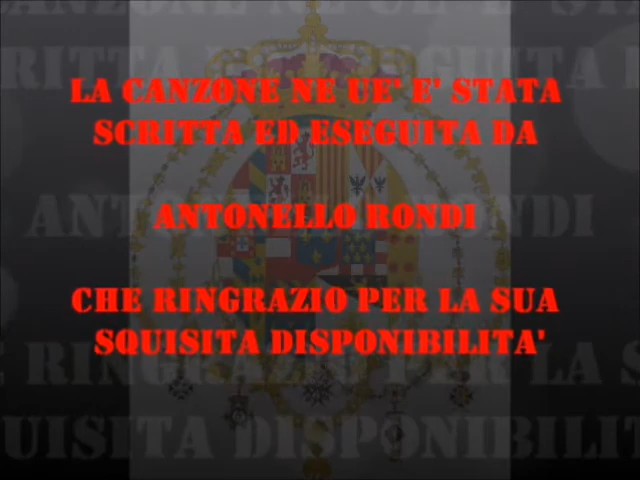 LA CANZONE NE UE' E' STATA
SCRITTA ED ESEGUITA DA
ANTONELLO RONDI
CHE RINGRAZIO PER LA SUA
SQUISITA DISPONIBILITA'